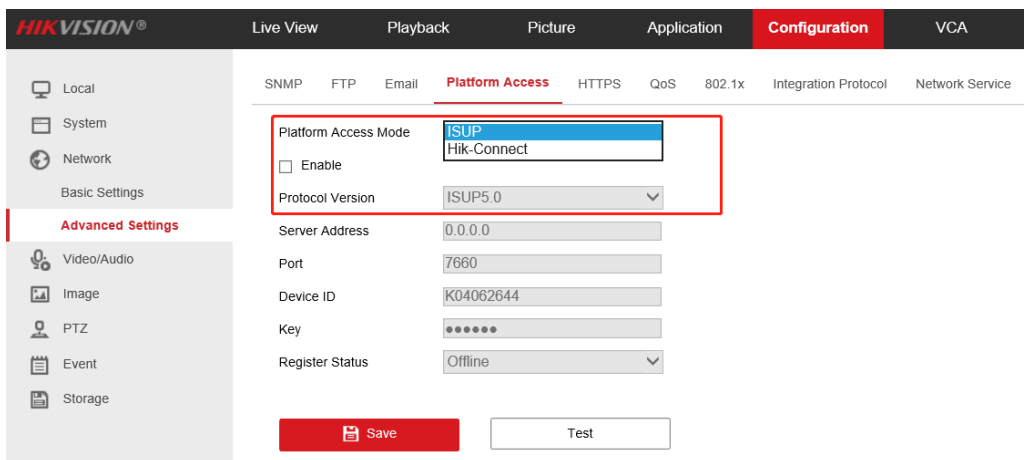 HIKVISION®
Live View Playback Picture Application Configuration VCA
Local
System
Network
Basic Settings
Advanced Settings
Video/Audio
Image
PTZ
Event
Storage
SNMP FTP Email Platform Access HTTPS QoS 802.1x Integration Protocol Network Service
Platform Access Mode ISUP
Hik-Connect
Enable
Protocol Version ISUP5.0
Server Address 0.0.0.0
Port 7660
Device ID K04062644
Key ●●●●●●
Register Status Offline
Save Test